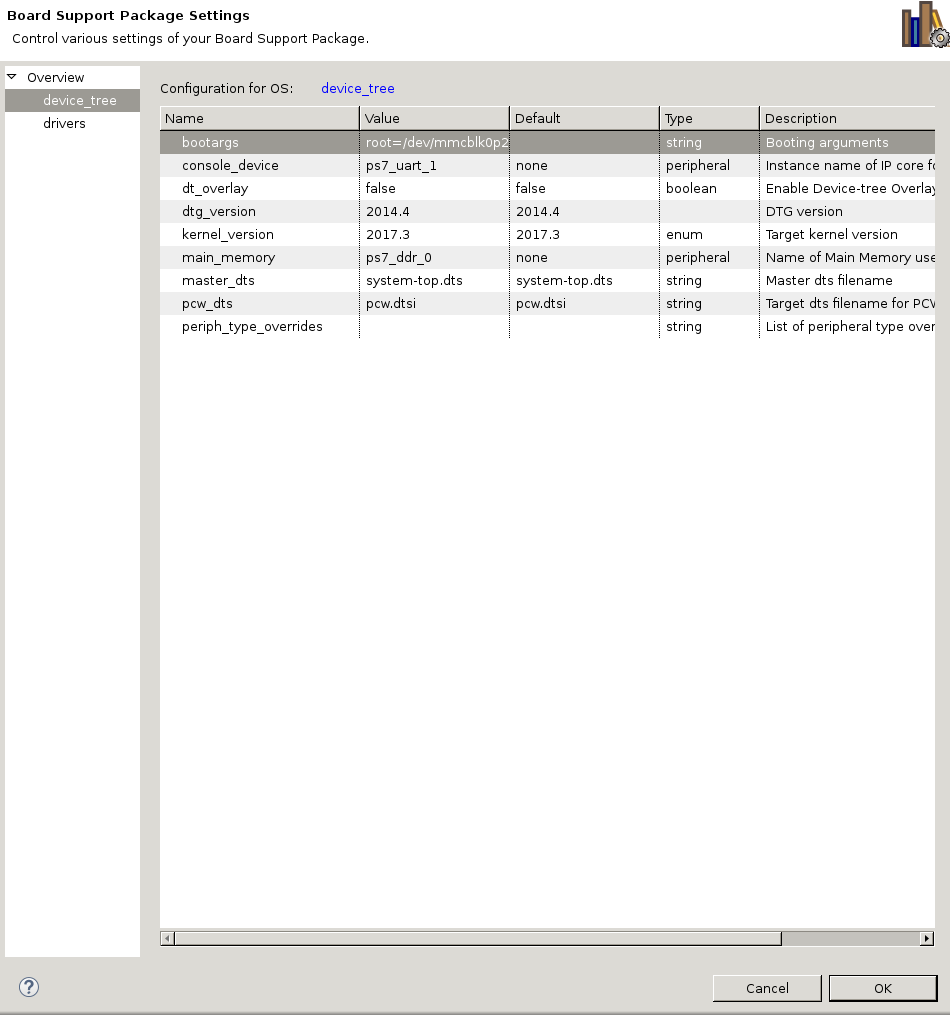 Board Support Package Settings
Control various settings of your Board Support Package.
Overview
device_tree
drivers
Configuration for OS: device_tree
Name Value Default Type Description
bootargs root=/dev/mmcblk0p2 string Booting arguments
console_device ps7_uart_1 none peripheral Instance name of IP core
dt_overlay false false boolean Enable Device-tree Overlay
dtg_version 2014.4 2014.4 DTG version
kernel_version 2017.3 2017.3 enum Target kernel version
main_memory ps7_ddr_0 none peripheral Name of Main Memory use
master_dts system-top.dts system-top.dts string Master dts filename
pcw_dts pcw.dtsi pcw.dtsi string Target dts filename for PCW
periph_type_overrides string List of peripheral type over
Cancel OK